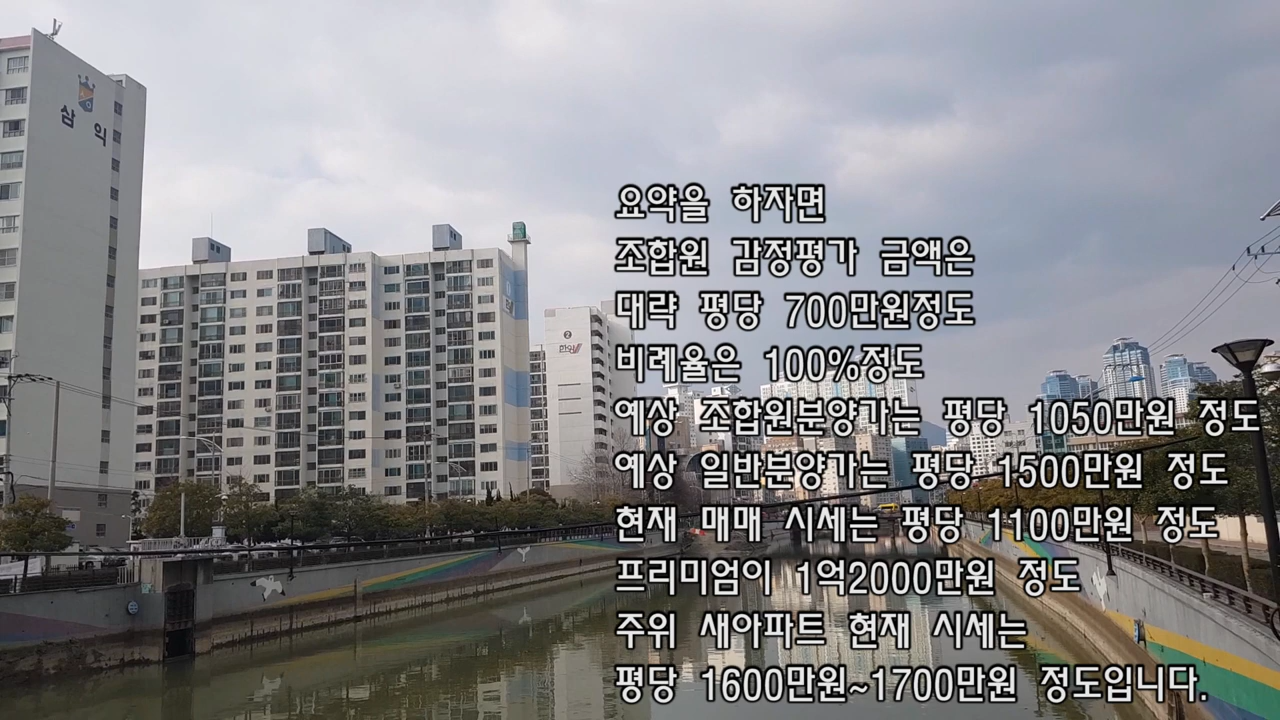 삼익
한양
2
요약을 하자면
조합원 감정평가 금액은
대략 평당 700만원정도
비례율은 100%정도
예상 조합원분양가는 평당 1050만원 정도
예상 일반분양가는 평당 1500만원 정도
현재 매매 시세는 평당 1100만원 정도
프리미엄이 1억2000만원 정도
주위 새아파트 현재 시세는
평당 1600만원~1700만원 정도입니다.